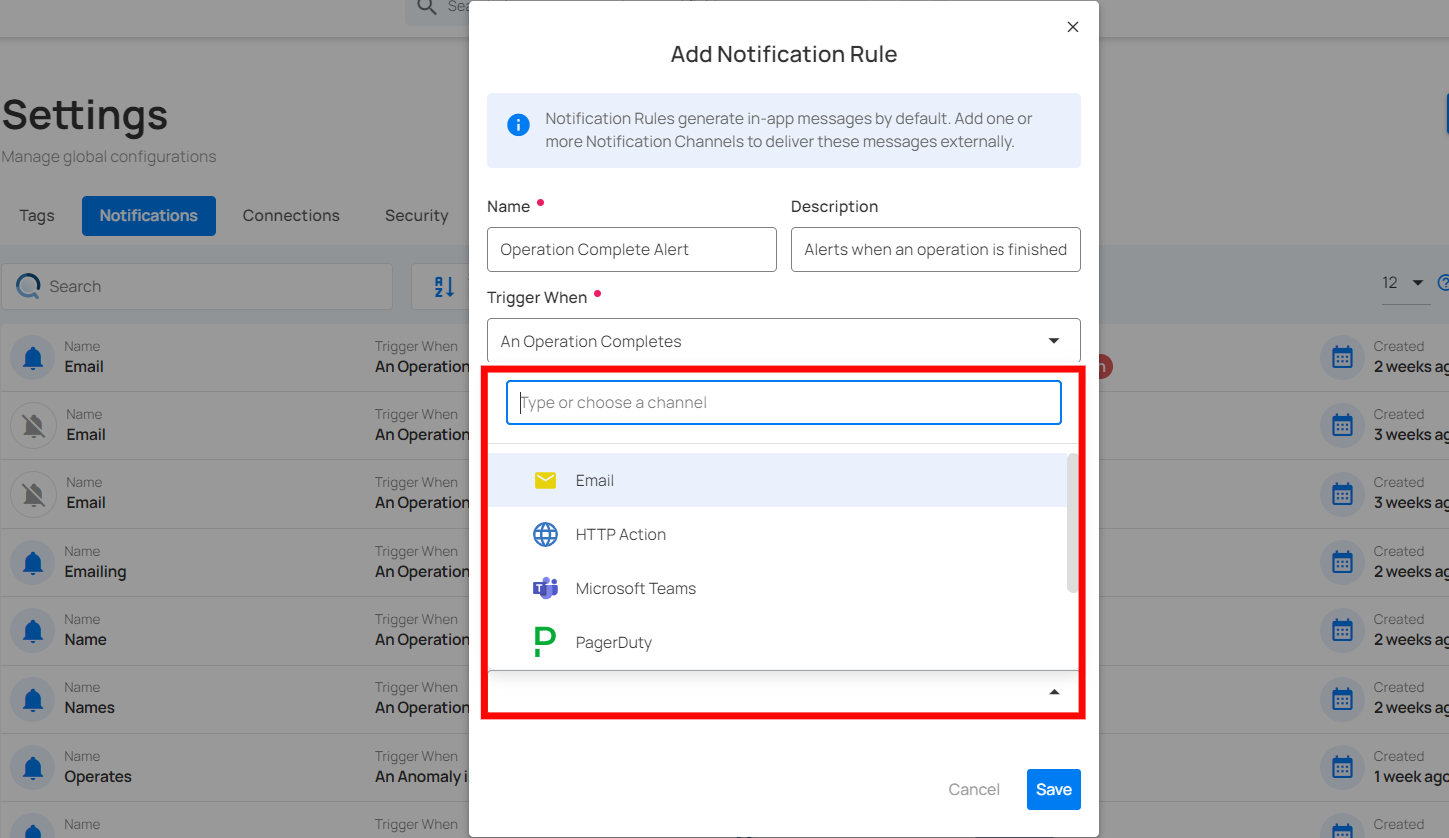 Sea
Add Notification Rule
Notification Rules generate in-app messages by default. Add one or
more Notification Channels to deliver these messages externally.
Settings
Manage global configurations
Tags
Notifications
Connections
Security
Name
Description
Operation Complete Alert
Alerts when an operation is finished
Search
A
Z
12
Trigger When
An Operation Completes
Name
Email
Trigger When
An Operation
n
Created
2 weeks ag
Type or choose a channel
Name
Email
Trigger When
An Operation
Created
3 weeks ag
Email
Name
Email
Trigger When
An Operation
Created
3 weeks ag
HTTP Action
Name
Emailing
Trigger When
An Operation
Created
2 weeks ag
Microsoft Teams
Name
Name
Trigger When
An Operation
Created
2 weeks ag
PagerDuty
Name
Names
Trigger When
An Operation
Created
2 weeks ag
Name
Operates
Trigger When
An Anomaly i
Created
1 week ago
Cancel
Save
Name
Trigger When
Created